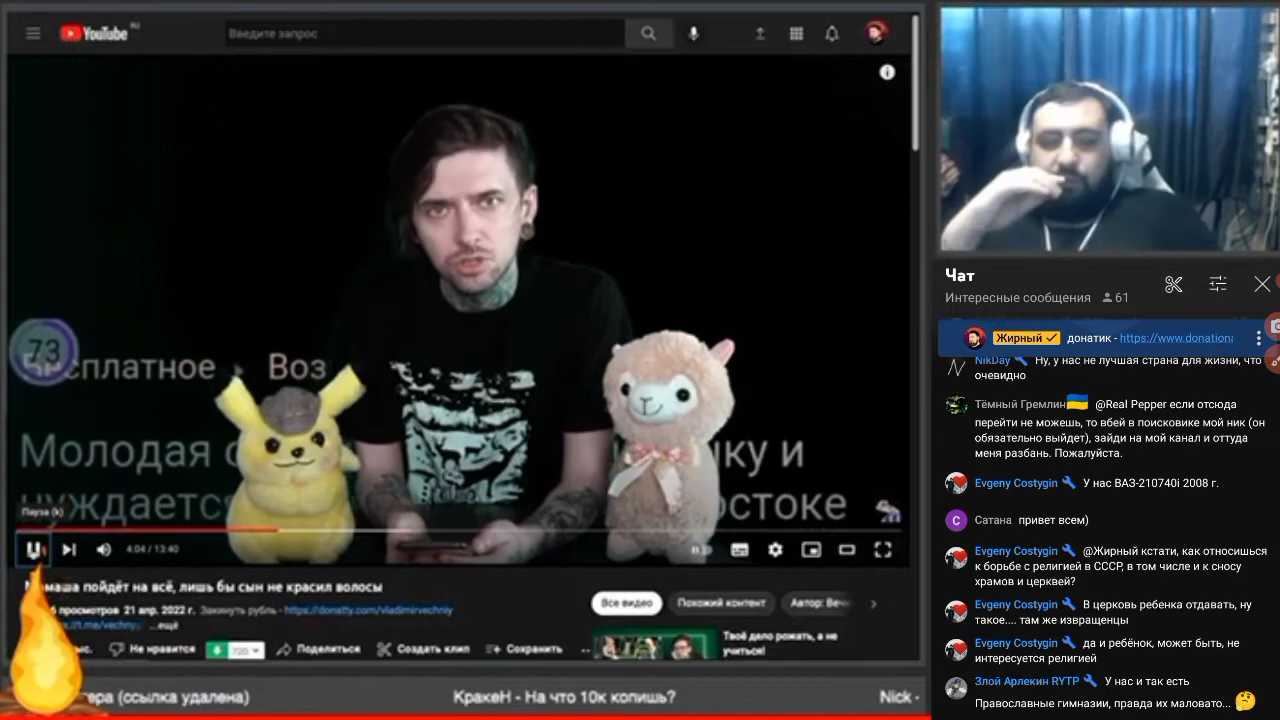 YouTube RU
Введите запрос
73
Бесплатное • Воз
Молодая
нуждается
остоке
Пауза (k)
4:04 / 13:40
Мамаша пойдёт на всё, лишь бы сын не красил волосы
просмотров 21 апр. 2022 г. Закинуть рубль - https://donatty.com/vladimirvechniy
...ещё
Не нравится
720
Поделиться
Создать клип
Сохранить
Все видео
Похожий контент
Автор: Веч
Твоё дело рожать, а не
учиться!
(ссылка удалена)
КракеН - На что 10к копишь?
Nick -
Чат
Интересные сообщения 61
Жирный донатик - https://www.donationa
NikDay Ну, у нас не лучшая страна для жизни, что
очевидно
Тёмный Гремлин @Real Pepper если отсюда
перейти не можешь, то вбей в поисковике мой ник (он
обязательно выйдет), зайди на мой канал и оттуда
меня разбань. Пожалуйста.
Evgeny Costygin У нас ВАЗ-210740i 2008 г.
С
Сатана привет всем)
Evgeny Costygin @Жирный кстати, как относишься
к борьбе с религией в СССР, в том числе и к сносу
храмов и церквей?
Evgeny Costygin В церковь ребенка отдавать, ну
такое.... там же извращенцы
Evgeny Costygin да и ребёнок, может быть, не
интересуется религией
Злой Арлекин RYTP У нас и так есть
Православные гимназии, правда их маловато...